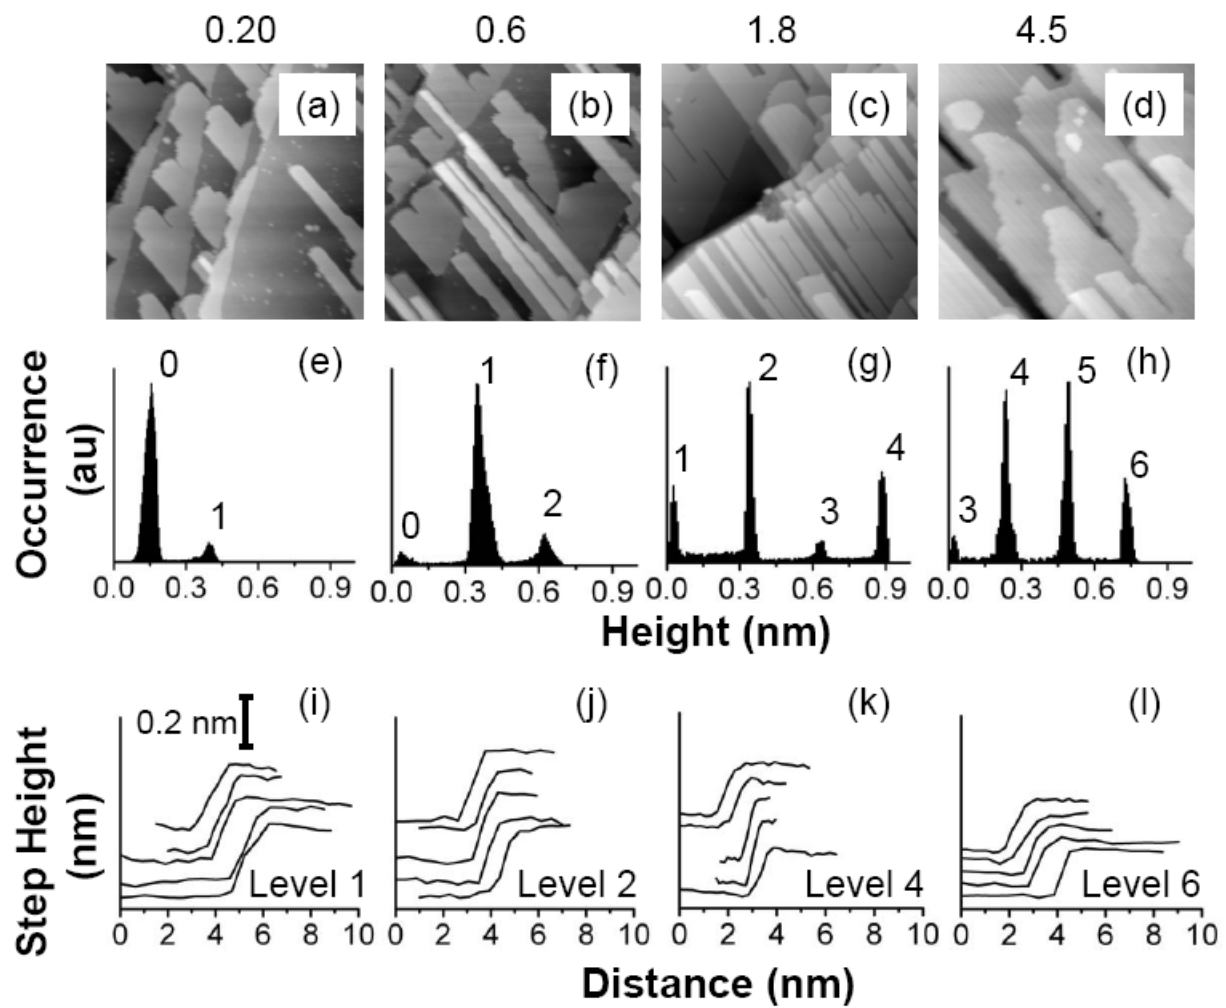 0.20 0.6 1.8 4.5
(a) (b) (c) (d)
Occurrence
(au)
0 1 (e)
0 1 2 (f)
1 2 3 4 (g)
3 4 5 6 (h)
0.0 0.3 0.6 0.9 0.0 0.3 0.6 0.9 0.0 0.3 0.6 0.9 0.0 0.3 0.6 0.9
Height (nm)
Step Height
(nm)
0.2 nm
(i) (j) (k) (l)
Level 1 Level 2 Level 4 Level 6
0 2 4 6 8 10 0 2 4 6 8 10 0 2 4 6 8 10 0 2 4 6 8 10
Distance (nm)